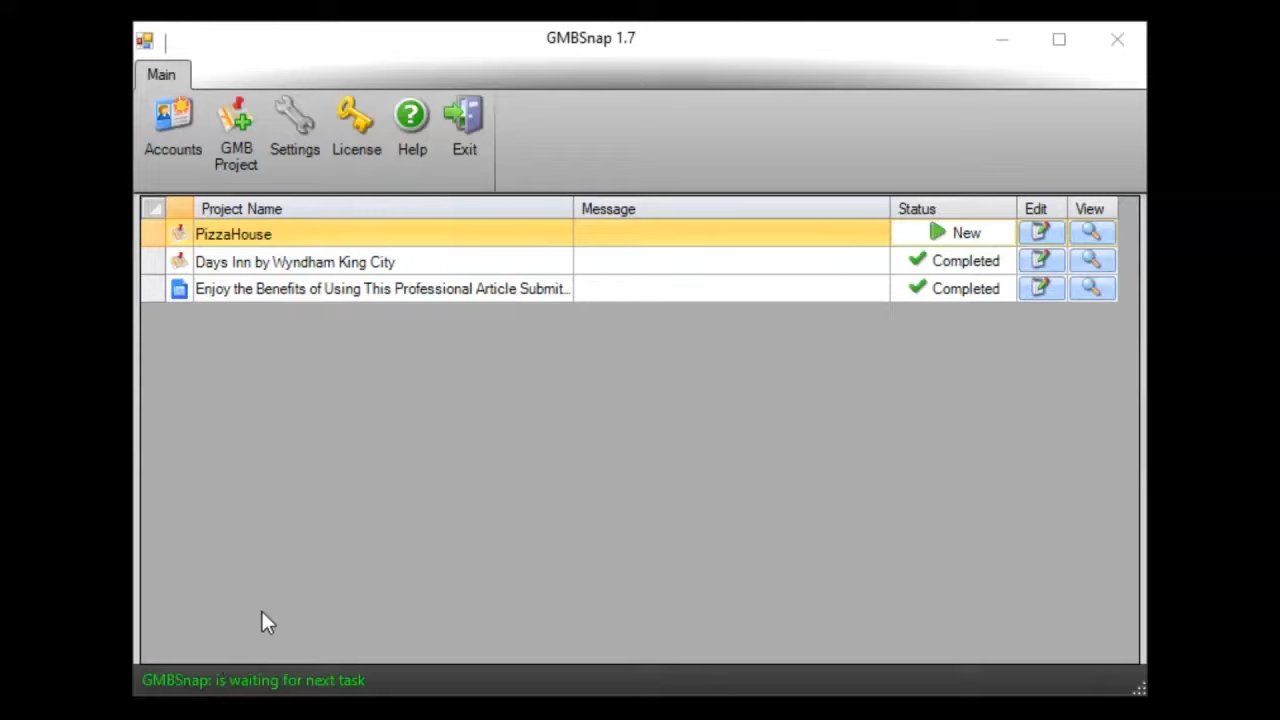 GMBSnap 1.7
Main
Accounts
GMB
Project
Settings
License
Help
Exit
Project Name
Message
Status
Edit
View
PizzaHouse
New
Days Inn by Wyndham King City
Completed
Enjoy the Benefits of Using This Professional Article Submit...
Completed
GMBSnap: is waiting for next task